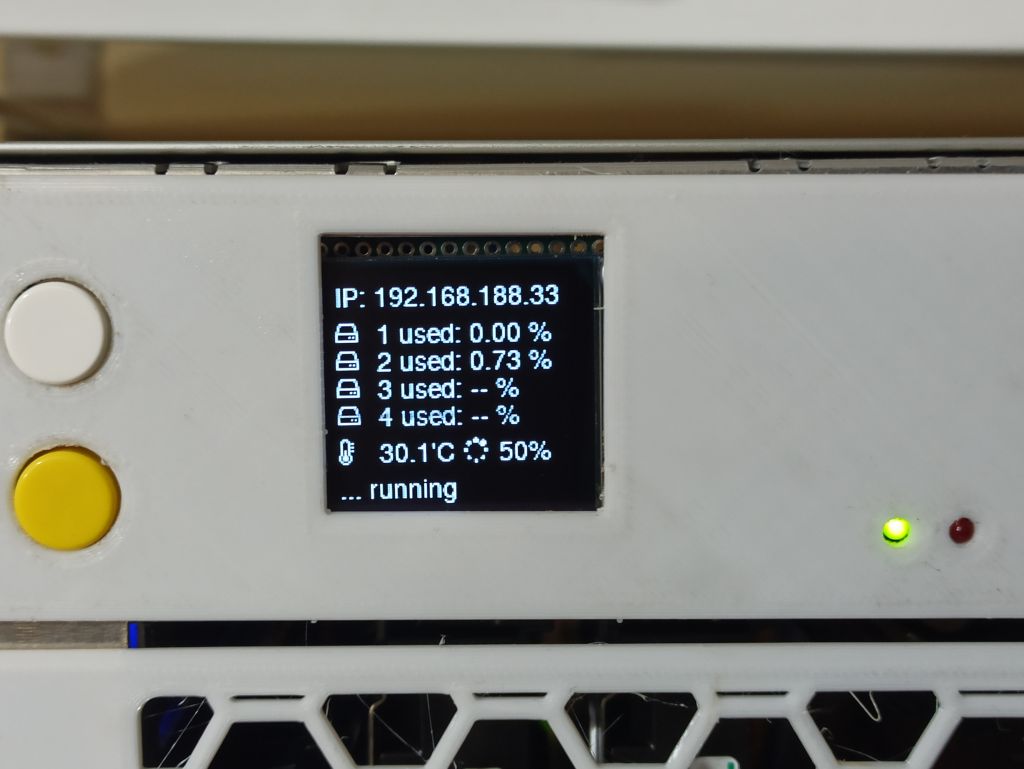 IP: 192.168.188.33
1 used: 0.00 %
2 used: 0.73 %
3 used: -- %
4 used: -- %
30.1'C 50%
... running